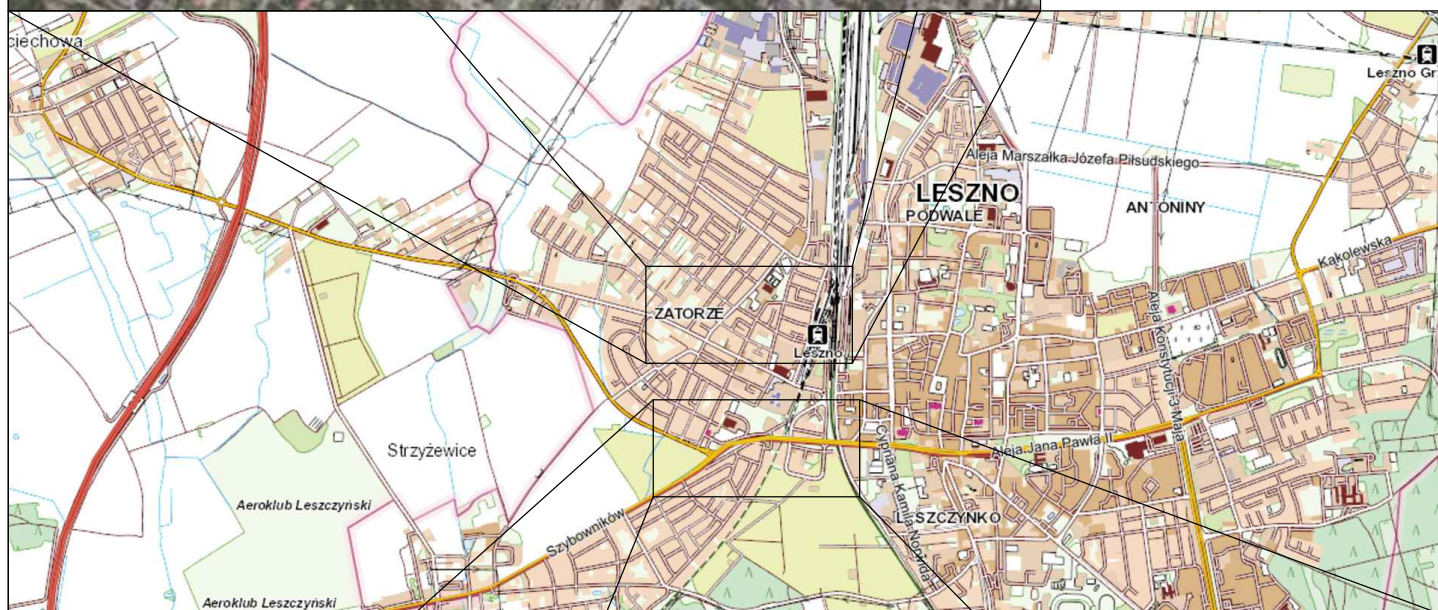 ciechowa
Leszno Gr
Aleja Marszałka Józefa Piłsudskiego
LESZNO
PODWALE
ANTONINY
Kąkolewska
ZATORZE
Leszno
Aleja Konstytucji 3 Maja
Strzyżewice
Aleja Jana Pawła II
Cypriana Kamila Norwida
Aeroklub Leszczyński
LESZCZYNKO
Szybowników
Aeroklub Leszczyński